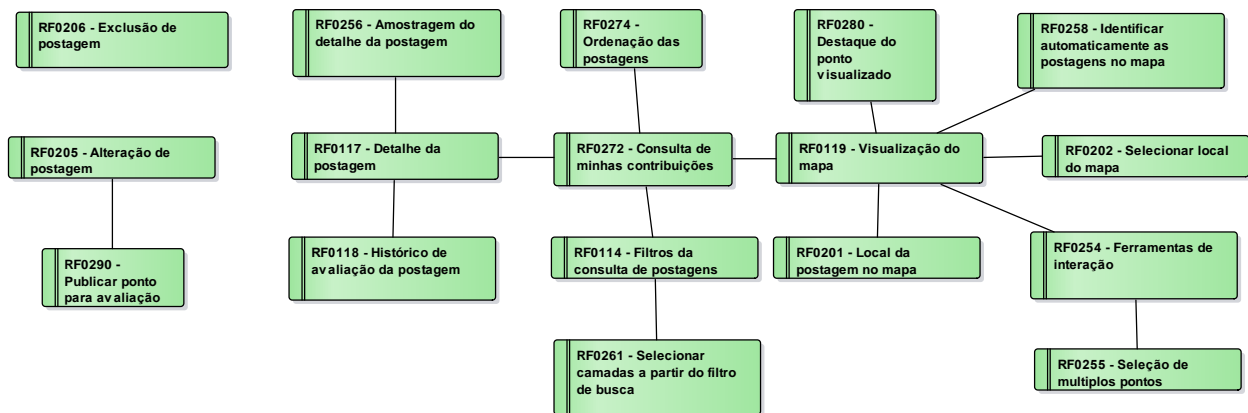 RF0206 - Exclusão de
postagem
RF0256 - Amostragem do
detalhe da postagem
RF0274 -
Ordenação das
postagens
RF0280 -
Destaque do
ponto
visualizado
RF0258 - Identificar
automaticamente as
postagens no mapa
RF0205 - Alteração de
postagem
RF0117 - Detalhe da
postagem
RF0272 - Consulta de
minhas contribuições
RF0119 - Visualização do
mapa
RF0202 - Selecionar local
do mapa
RF0290 -
Publicar ponto
para avaliação
RF0118 - Histórico de
avaliação da postagem
RF0114 - Filtros da
consulta de postagens
RF0201 - Local da
postagem no mapa
RF0254 - Ferramentas de
interação
RF0261 - Selecionar
camadas a partir do filtro
de busca
RF0255 - Seleção de
multiplos pontos